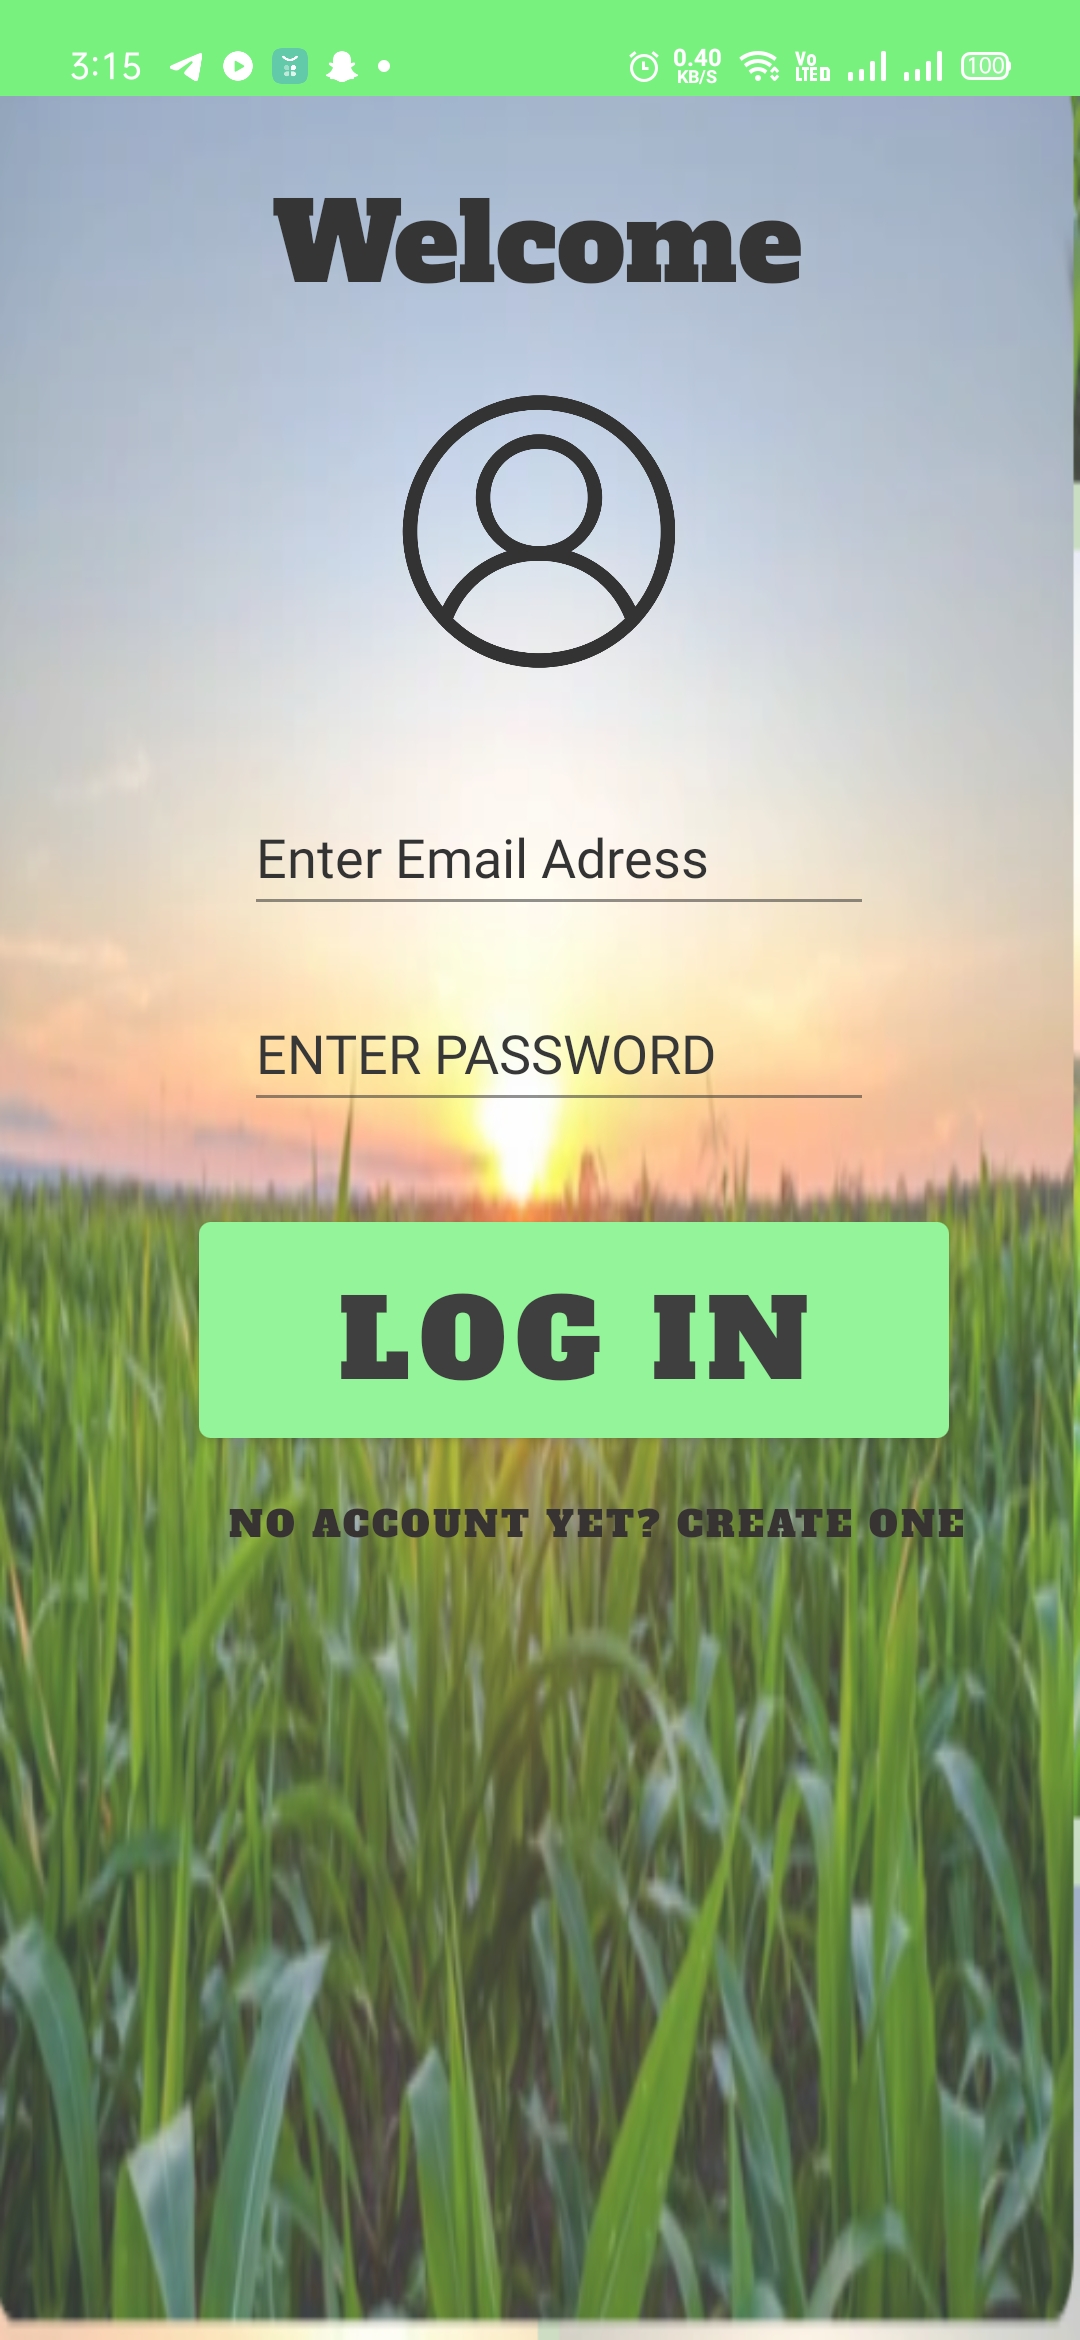 3:15 0.40 KB/S Vo LTE 100
Welcome
Enter Email Adress
ENTER PASSWORD
LOG IN
NO ACCOUNT YET? CREATE ONE